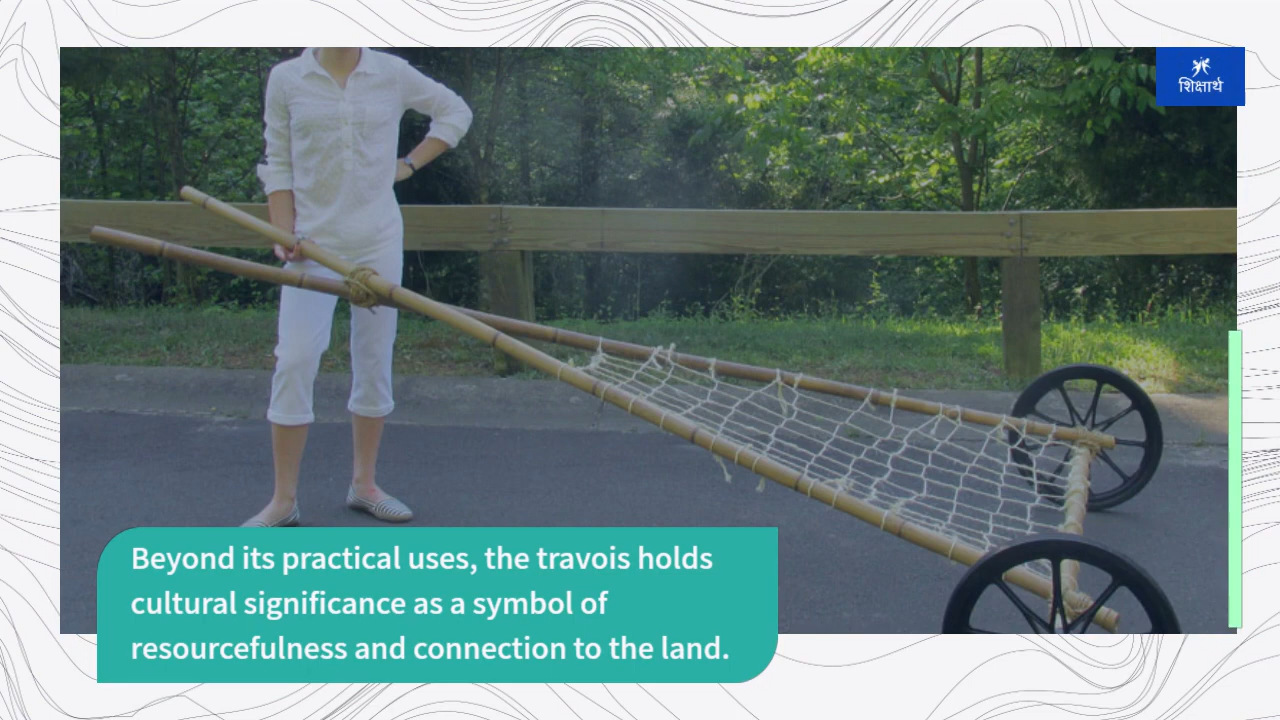 शिक्षार्थ
Beyond its practical uses, the travois holds
cultural significance as a symbol of
resourcefulness and connection to the land.